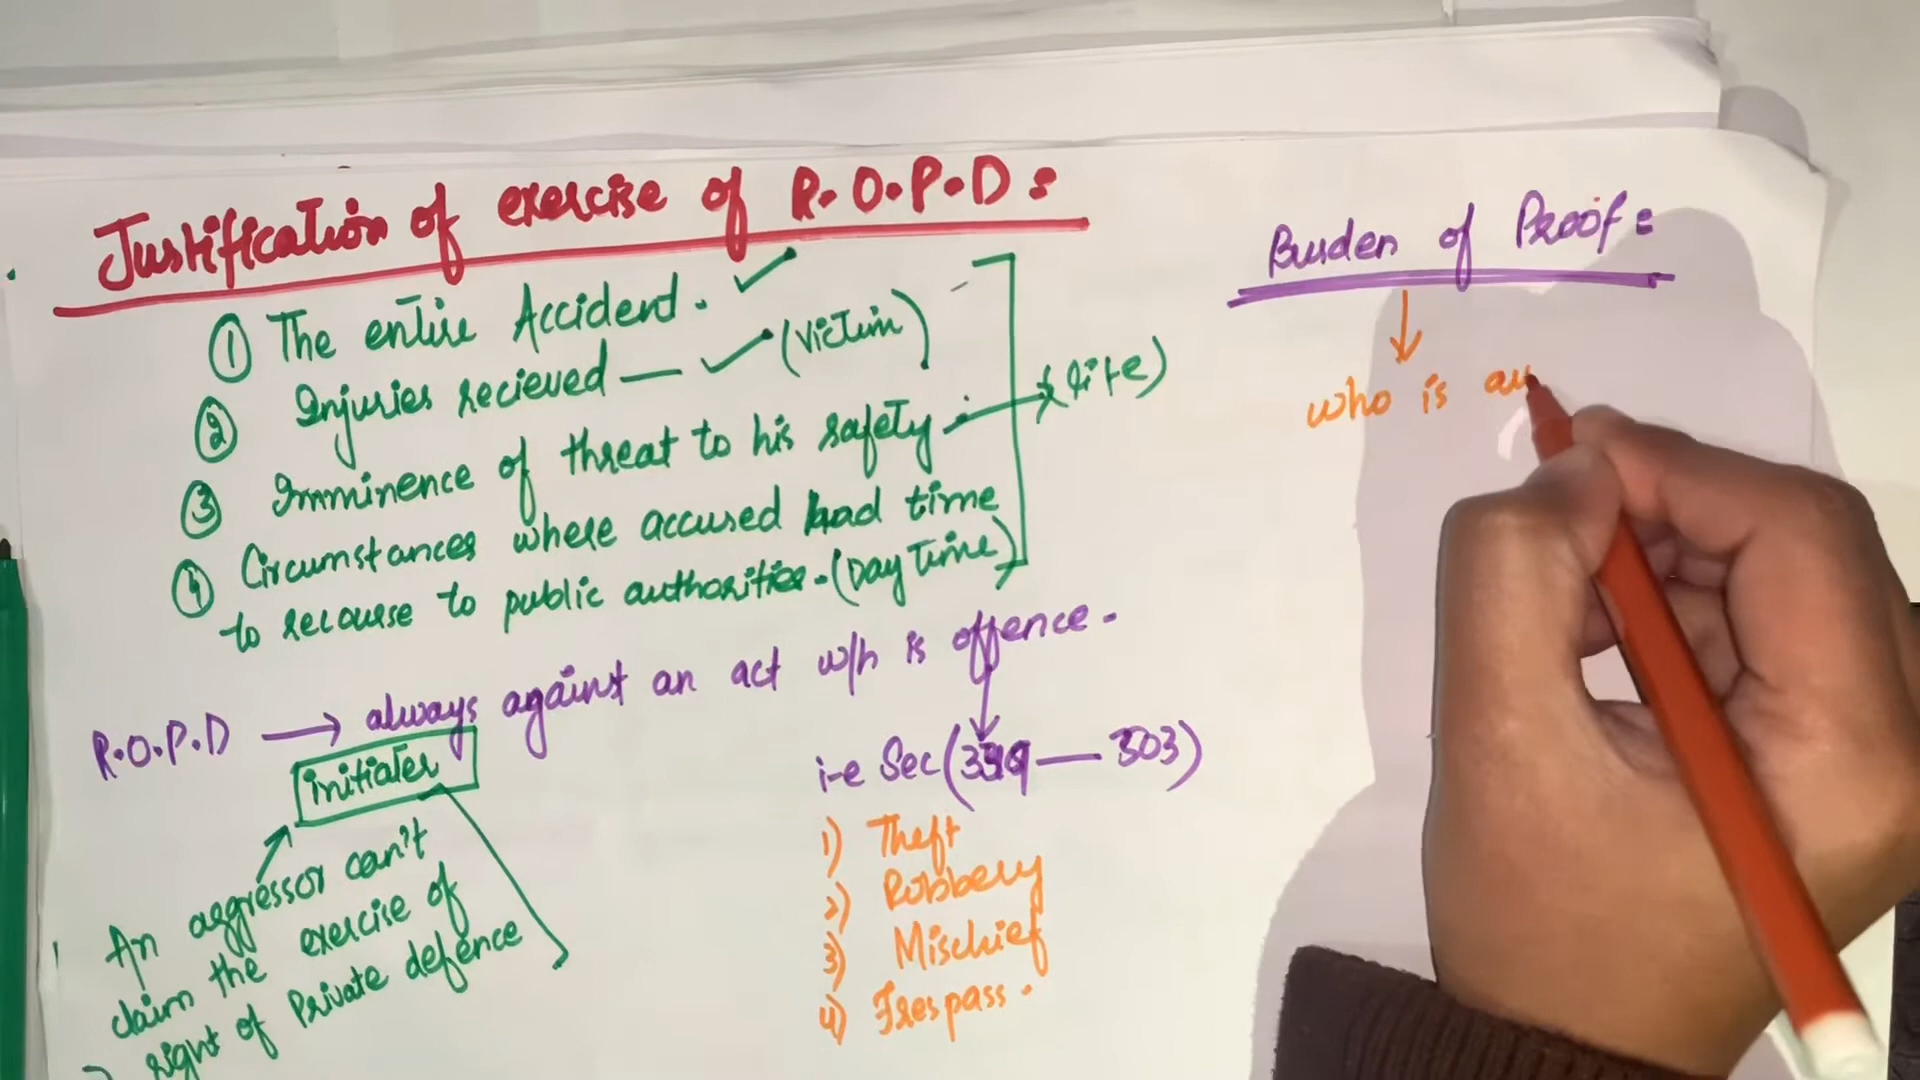 Justification of exercise of R.O.P.D:
① The entire Accident.
② Injuries recieved — (Victim)
③ Imminence of threat to his safety.
(life)
④ Circumstances where accused had time
to recourse to public authorities. (Day Time)
R.O.P.D → always against an act w/h is offence.
initiater
i-e Sec ( — 303)
An aggressor can't
claim the exercise of
right of Private defence
1) Theft
2) Robbery
3) Mischief
4) Trespass.
Burden of Proof:
who is